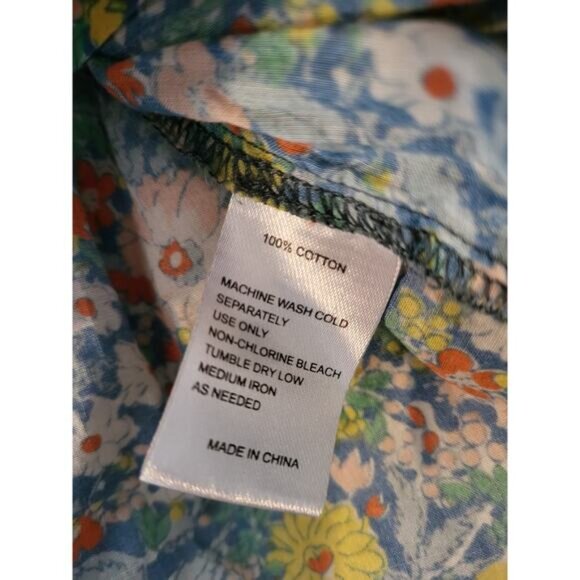 100% COTTON
MACHINE WASH COLD
SEPARATELY
USE ONLY
NON-CHLORINE BLEACH
TUMBLE DRY LOW
MEDIUM IRON
AS NEEDED
MADE IN CHINA